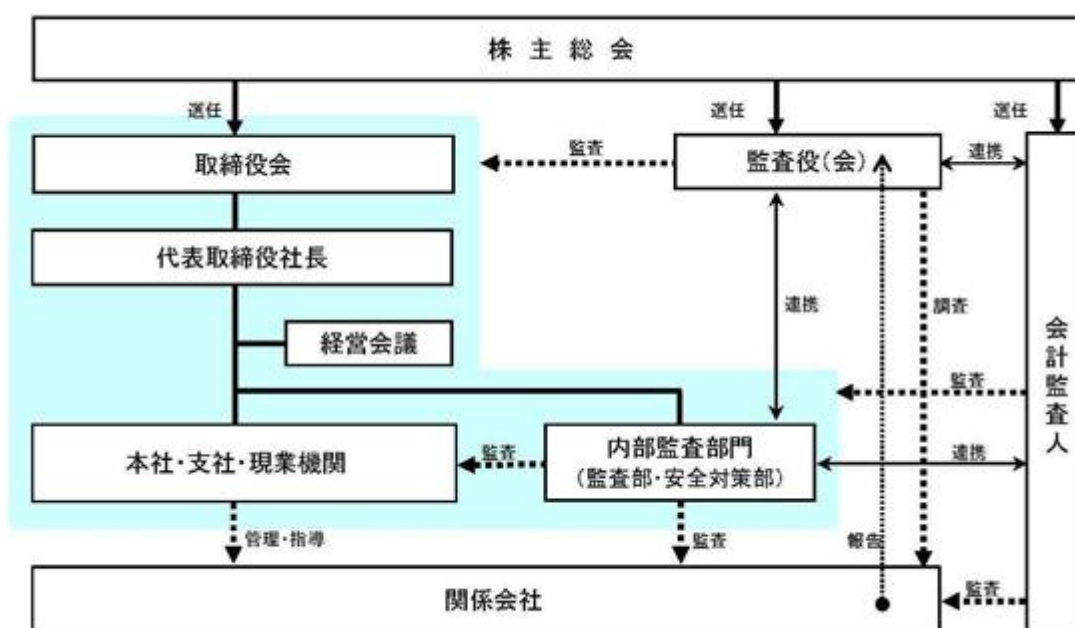 株 主 総 会
選任
選任
選任
取締役会
監査
監査役(会)
連携
代表取締役社長
連携
調査
経営会議
会計監査人
監査
本社・支社・現業機関
監査
内部監査部門
(監査部・安全対策部)
連携
管理・指導
監査
報告
関係会社
監査